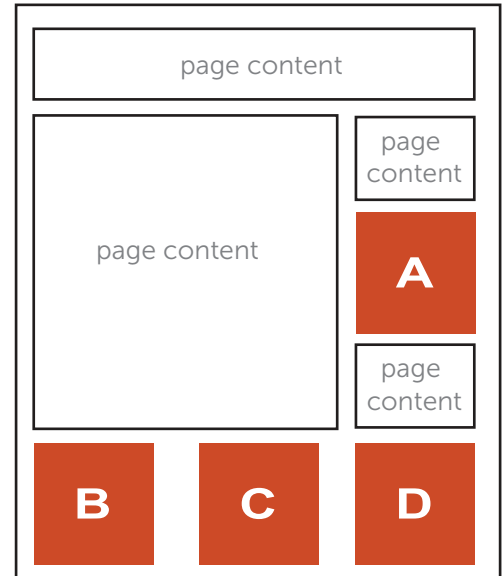 page content
page
content
page content
A
page
content
B
C
D